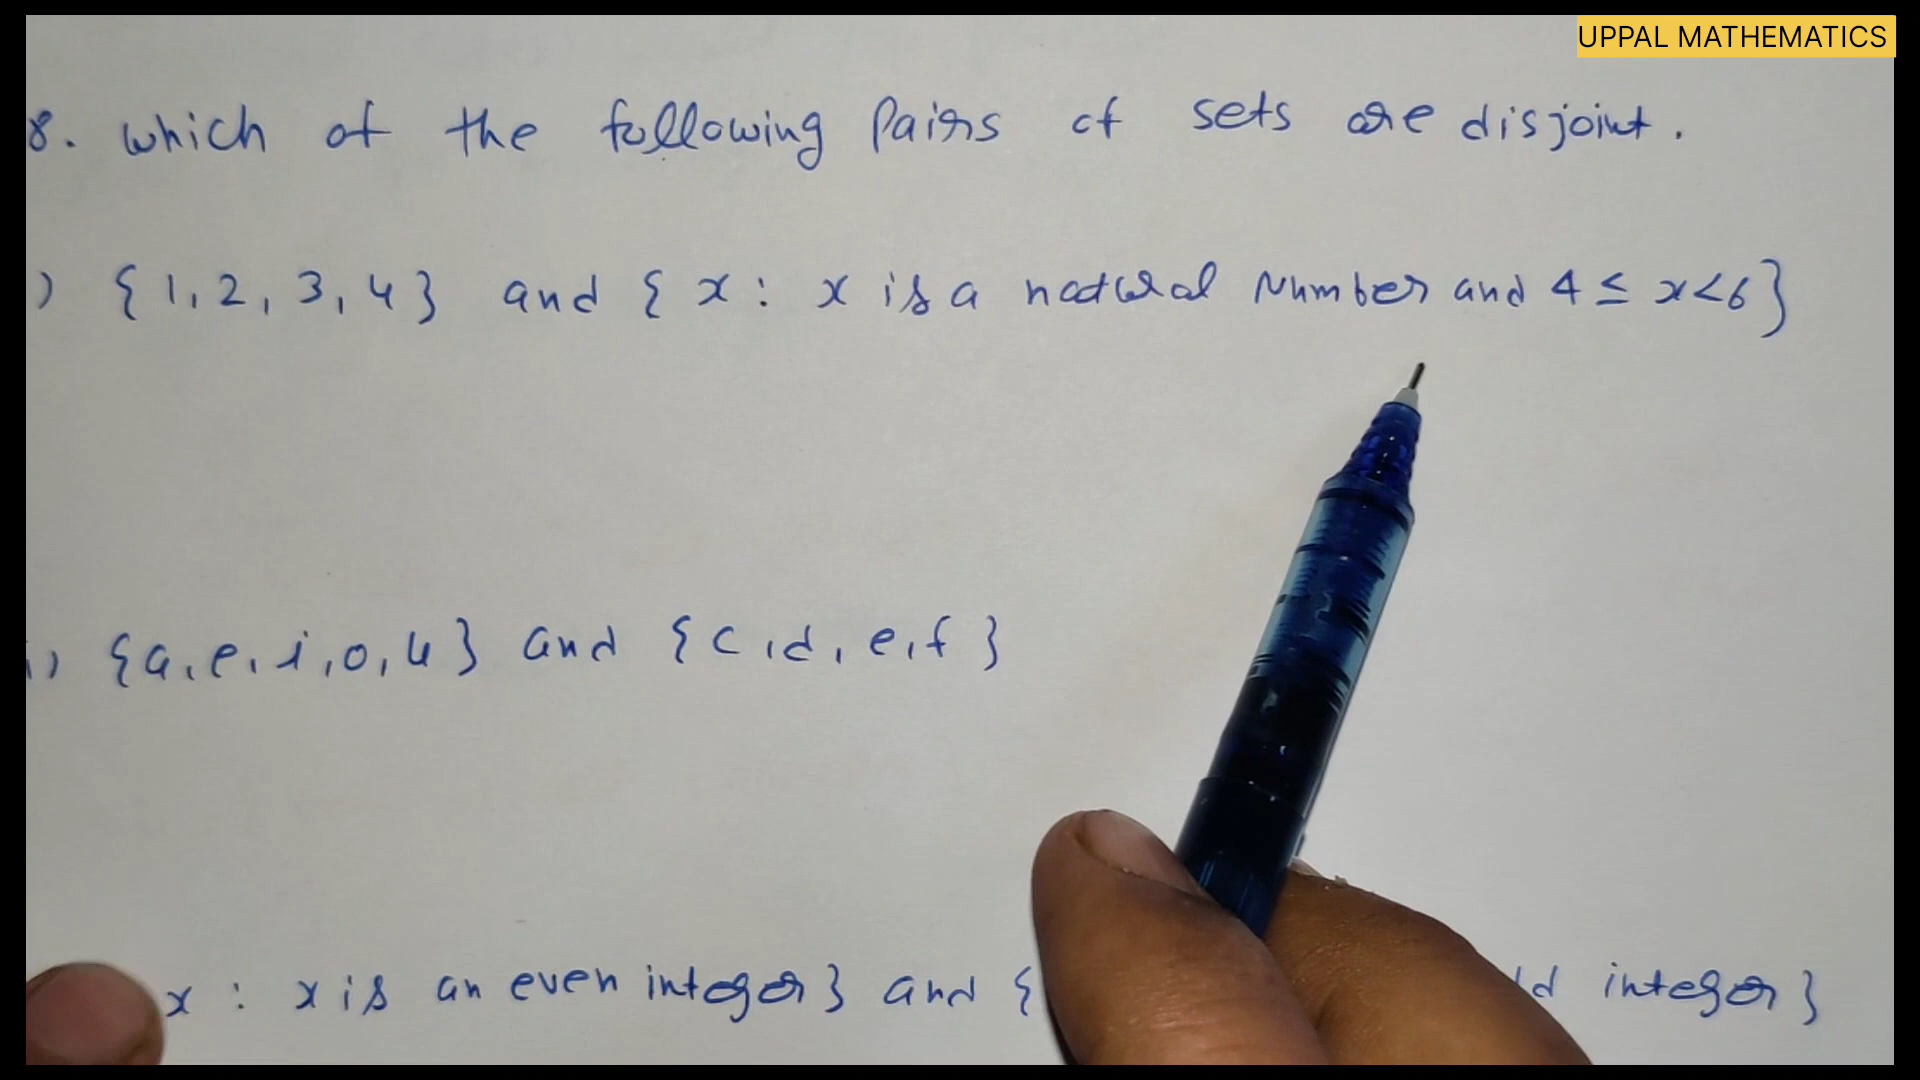 UPPAL MATHEMATICS
8. which of the following Pairs of sets are disjoint.
) {1, 2, 3, 4} and { x : x is a natural Number and 4 ≤ x < 6}
i) {a, e, i, o, u} and {c, d, e, f}
x : x is an even integer} and { integer}